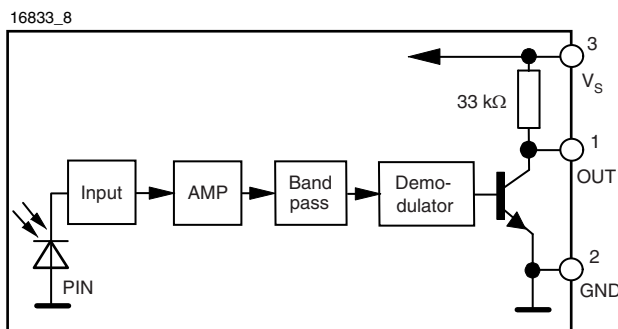 16833_8
3
V_S
33 kΩ
1
OUT
Input
AMP
Band
pass
Demo-
dulator
2
GND
PIN